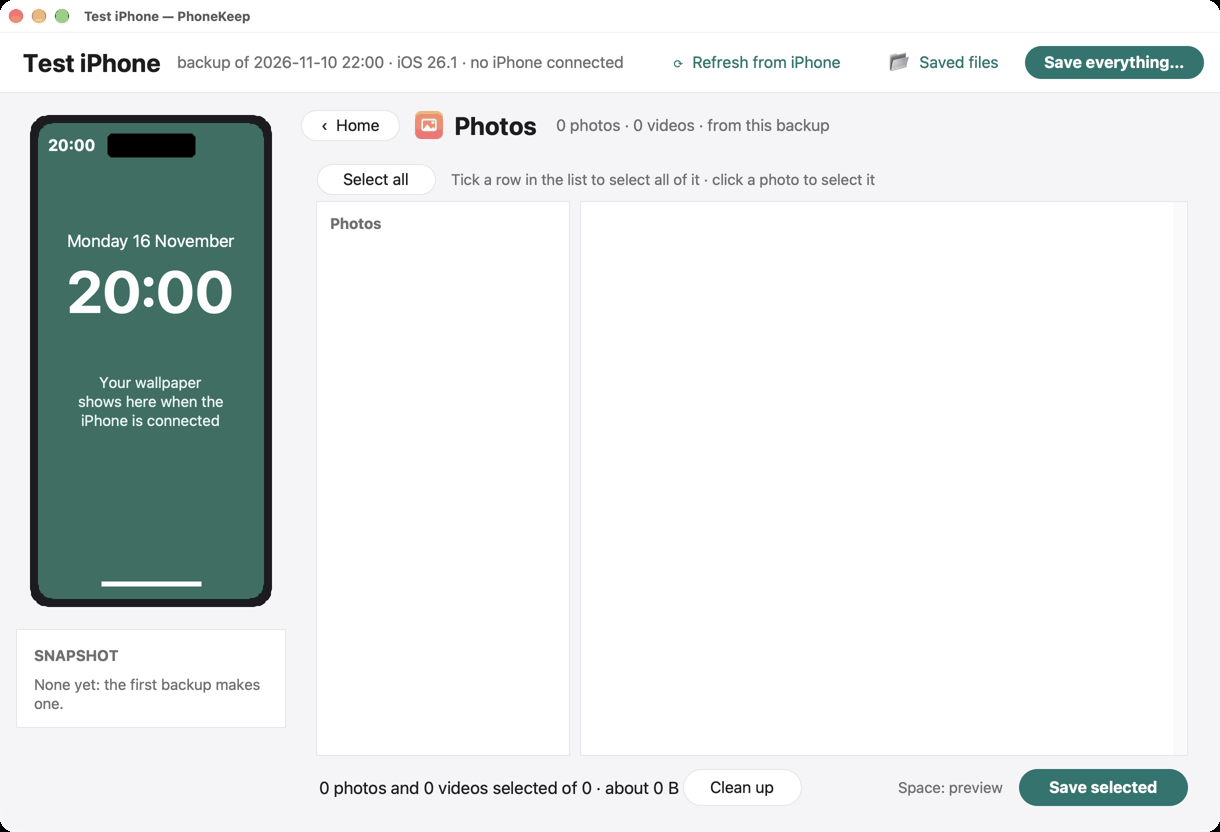 Test iPhone — PhoneKeep
Test iPhone backup of 2026-11-10 22:00 · iOS 26.1 · no iPhone connected ⟳ Refresh from iPhone Saved files Save everything...
20:00
Monday 16 November
20:00
Your wallpaper
shows here when the
iPhone is connected
SNAPSHOT
None yet: the first backup makes
one.
‹ Home Photos 0 photos · 0 videos · from this backup
Select all Tick a row in the list to select all of it · click a photo to select it
Photos
0 photos and 0 videos selected of 0 · about 0 B Clean up Space: preview Save selected